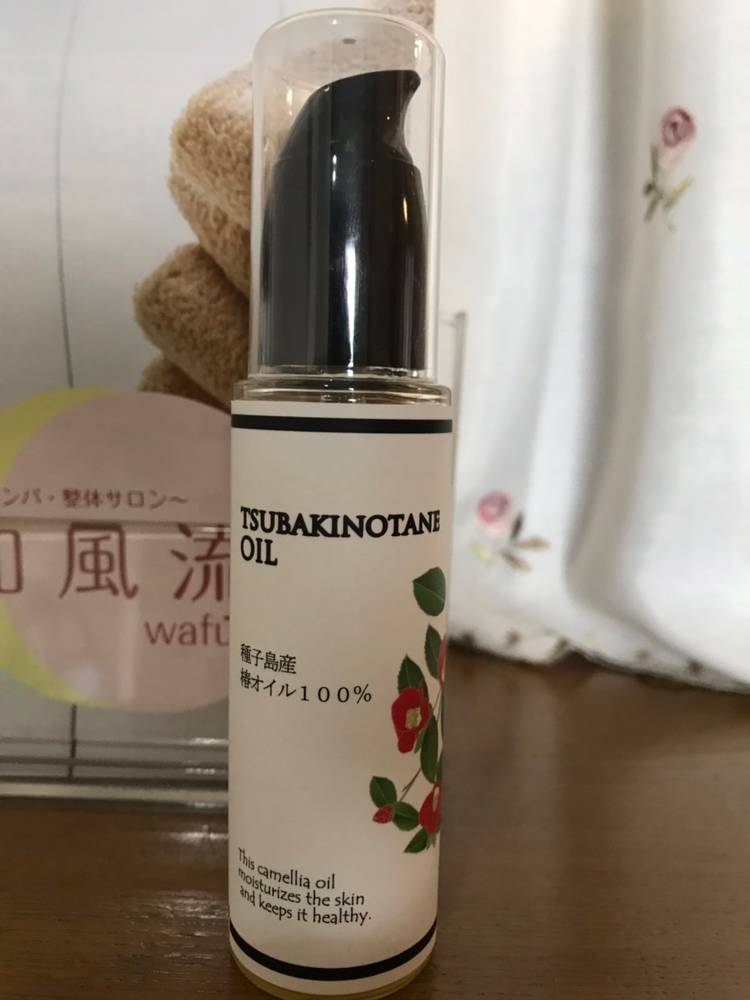 ンパ・整体サロン〜
風流
wafu
TSUBAKINOTANE
OIL
種子島産
椿オイル１００％
This camellia oil
moisturizes the skin
and keeps it healthy.